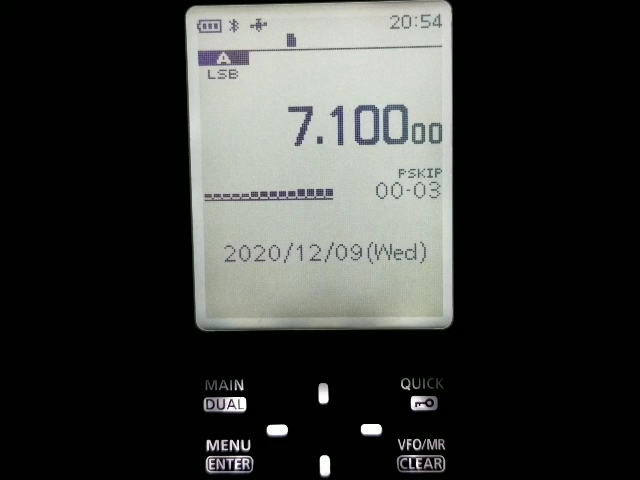 20:54
A
LSB
7.10000
PSKIP
00-03
2020/12/09(Wed)
MAIN
QUICK
DUAL
MENU
VFO/MR
ENTER
CLEAR